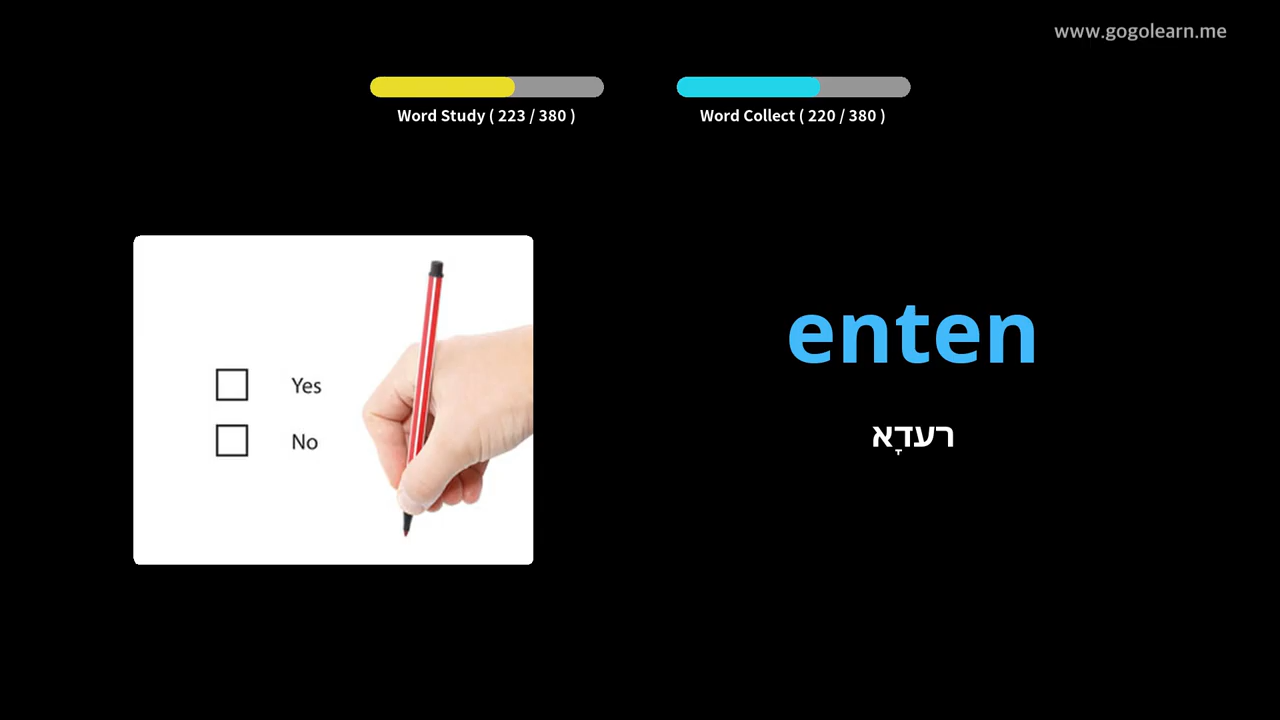 www.gogolearn.me
Word Study ( 223 / 380 )
Word Collect ( 220 / 380 )
Yes
No
enten
רעדָא